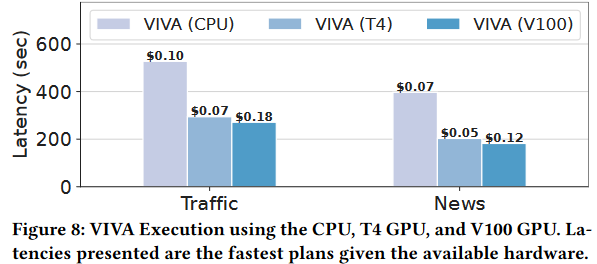 VIVA (CPU) VIVA (T4) VIVA (V100)
Latency (sec)
600
400
200
0
$0.10
$0.07
$0.18
$0.07
$0.05
$0.12
Traffic News
Figure 8: VIVA Execution using the CPU, T4 GPU, and V100 GPU. La-
tencies presented are the fastest plans given the available hardware.